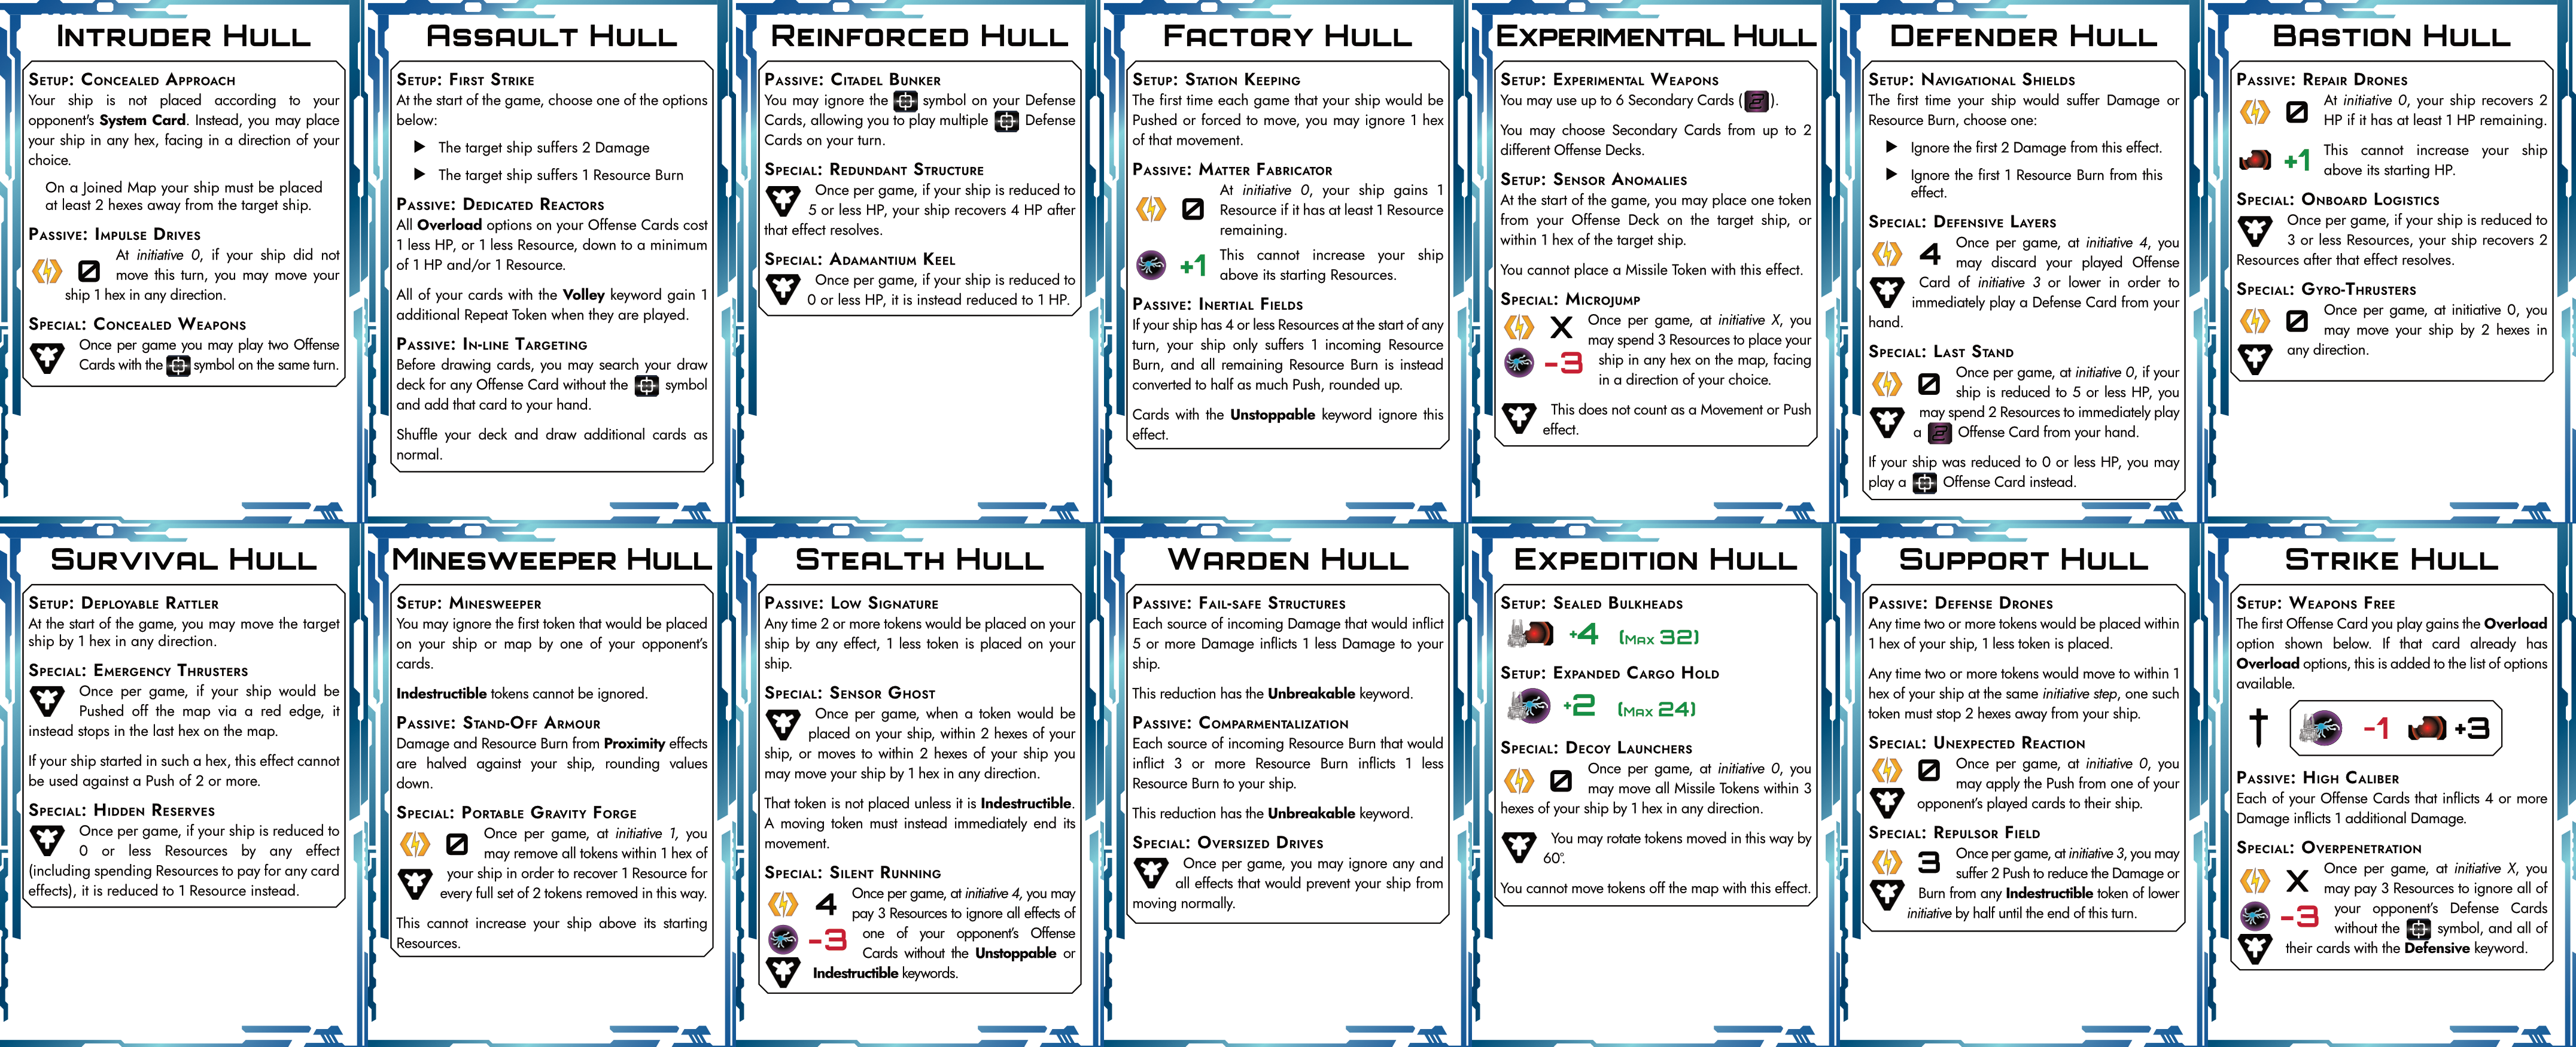 INTRUDER HULL
SETUP: CONCEALED APPROACH
Your ship is not placed according to your
opponent's System Card. Instead, you may place
your ship in any hex, facing in a direction of your
choice.
On a Joined Map your ship must be placed
at least 2 hexes away from the target ship.
PASSIVE: IMPULSE DRIVES
At initiative 0, if your ship did not
0 move this turn, you may move your
ship 1 hex in any direction.
SPECIAL: CONCEALED WEAPONS
Once per game you may play two Offense
Cards with the symbol on the same turn.
ASSAULT HULL
SETUP: FIRST STRIKE
At the start of the game, choose one of the options
below:
▶ The target ship suffers 2 Damage
▶ The target ship suffers 1 Resource Burn
PASSIVE: DEDICATED REACTORS
All Overload options on your Offense Cards cost
1 less HP, or 1 less Resource, down to a minimum
of 1 HP and/or 1 Resource.
All of your cards with the Volley keyword gain 1
additional Repeat Token when they are played.
PASSIVE: IN-LINE TARGETING
Before drawing cards, you may search your draw
deck for any Offense Card without the symbol
and add that card to your hand.
Shuffle your deck and draw additional cards as
normal.
REINFORCED HULL
PASSIVE: CITADEL BUNKER
You may ignore the symbol on your Defense
Cards, allowing you to play multiple Defense
Cards on your turn.
SPECIAL: REDUNDANT STRUCTURE
Once per game, if your ship is reduced to
5 or less HP, your ship recovers 4 HP after
that effect resolves.
SPECIAL: ADAMANTIUM KEEL
Once per game, if your ship is reduced to
0 or less HP, it is instead reduced to 1 HP.
FACTORY HULL
SETUP: STATION KEEPING
The first time each game that your ship would be
Pushed or forced to move, you may ignore 1 hex
of that movement.
PASSIVE: MATTER FABRICATOR
At initiative 0, your ship gains 1
0 Resource if it has at least 1 Resource
remaining.
+1 This cannot increase your ship
above its starting Resources.
PASSIVE: INERTIAL FIELDS
If your ship has 4 or less Resources at the start of any
turn, your ship only suffers 1 incoming Resource
Burn, and all remaining Resource Burn is instead
converted to half as much Push, rounded up.
Cards with the Unstoppable keyword ignore this
effect.
EXPERIMENTAL HULL
SETUP: EXPERIMENTAL WEAPONS
You may use up to 6 Secondary Cards (2).
You may choose Secondary Cards from up to 2
different Offense Decks.
SETUP: SENSOR ANOMALIES
At the start of the game, you may place one token
from your Offense Deck on the target ship, or
within 1 hex of the target ship.
You cannot place a Missile Token with this effect.
SPECIAL: MICROJUMP
X Once per game, at initiative X, you
may spend 3 Resources to place your
-3 ship in any hex on the map, facing
in a direction of your choice.
This does not count as a Movement or Push
effect.
DEFENDER HULL
SETUP: NAVIGATIONAL SHIELDS
The first time your ship would suffer Damage or
Resource Burn, choose one:
▶ Ignore the first 2 Damage from this effect.
▶ Ignore the first 1 Resource Burn from this
effect.
SPECIAL: DEFENSIVE LAYERS
4 Once per game, at initiative 4, you
may discard your played Offense
Card of initiative 3 or lower in order to
immediately play a Defense Card from your
hand.
SPECIAL: LAST STAND
0 Once per game, at initiative 0, if your
ship is reduced to 5 or less HP, you
may spend 2 Resources to immediately play
a 2 Offense Card from your hand.
If your ship was reduced to 0 or less HP, you may
play a Offense Card instead.
BASTION HULL
PASSIVE: REPAIR DRONES
0 At initiative 0, your ship recovers 2
HP if it has at least 1 HP remaining.
+1 This cannot increase your ship
above its starting HP.
SPECIAL: ONBOARD LOGISTICS
Once per game, if your ship is reduced to
3 or less Resources, your ship recovers 2
Resources after that effect resolves.
SPECIAL: GYRO-THRUSTERS
0 Once per game, at initiative 0, you
may move your ship by 2 hexes in
any direction.
SURVIVAL HULL
SETUP: DEPLOYABLE RATTLER
At the start of the game, you may move the target
ship by 1 hex in any direction.
SPECIAL: EMERGENCY THRUSTERS
Once per game, if your ship would be
Pushed off the map via a red edge, it
instead stops in the last hex on the map.
If your ship started in such a hex, this effect cannot
be used against a Push of 2 or more.
SPECIAL: HIDDEN RESERVES
Once per game, if your ship is reduced to
0 or less Resources by any effect
(including spending Resources to pay for any card
effects), it is reduced to 1 Resource instead.
MINESWEEPER HULL
SETUP: MINESWEEPER
You may ignore the first token that would be placed
on your ship or map by one of your opponent's
cards.
Indestructible tokens cannot be ignored.
PASSIVE: STAND-OFF ARMOUR
Damage and Resource Burn from Proximity effects
are halved against your ship, rounding values
down.
SPECIAL: PORTABLE GRAVITY FORGE
0 Once per game, at initiative 1, you
may remove all tokens within 1 hex of
your ship in order to recover 1 Resource for
every full set of 2 tokens removed in this way.
This cannot increase your ship above its starting
Resources.
STEALTH HULL
PASSIVE: LOW SIGNATURE
Any time 2 or more tokens would be placed on your
ship by any effect, 1 less token is placed on your
ship.
SPECIAL: SENSOR GHOST
Once per game, when a token would be
placed on your ship, within 2 hexes of your
ship, or moves to within 2 hexes of your ship you
may move your ship by 1 hex in any direction.
That token is not placed unless it is Indestructible.
A moving token must instead immediately end its
movement.
SPECIAL: SILENT RUNNING
4 Once per game, at initiative 4, you may
pay 3 Resources to ignore all effects of
-3 one of your opponent's Offense
Cards without the Unstoppable or
Indestructible keywords.
WARDEN HULL
PASSIVE: FAIL-SAFE STRUCTURES
Each source of incoming Damage that would inflict
5 or more Damage inflicts 1 less Damage to your
ship.
This reduction has the Unbreakable keyword.
PASSIVE: COMPARMENTALIZATION
Each source of incoming Resource Burn that would
inflict 3 or more Resource Burn inflicts 1 less
Resource Burn to your ship.
This reduction has the Unbreakable keyword.
SPECIAL: OVERSIZED DRIVES
Once per game, you may ignore any and
all effects that would prevent your ship from
moving normally.
EXPEDITION HULL
SETUP: SEALED BULKHEADS
+4 (MAX 32)
SETUP: EXPANDED CARGO HOLD
+2 (MAX 24)
SPECIAL: DECOY LAUNCHERS
0 Once per game, at initiative 0, you
may move all Missile Tokens within 3
hexes of your ship by 1 hex in any direction.
You may rotate tokens moved in this way by
60°.
You cannot move tokens off the map with this effect.
SUPPORT HULL
PASSIVE: DEFENSE DRONES
Any time two or more tokens would be placed within
1 hex of your ship, 1 less token is placed.
Any time two or more tokens would move to within 1
hex of your ship at the same initiative step, one such
token must stop 2 hexes away from your ship.
SPECIAL: UNEXPECTED REACTION
0 Once per game, at initiative 0, you
may apply the Push from one of your
opponent's played cards to their ship.
SPECIAL: REPULSOR FIELD
3 Once per game, at initiative 3, you may
suffer 2 Push to reduce the Damage or
Burn from any Indestructible token of lower
initiative by half until the end of this turn.
STRIKE HULL
SETUP: WEAPONS FREE
The first Offense Card you play gains the Overload
option shown below. If that card already has
Overload options, this is added to the list of options
available.
-1 +3
PASSIVE: HIGH CALIBER
Each of your Offense Cards that inflicts 4 or more
Damage inflicts 1 additional Damage.
SPECIAL: OVERPENETRATION
X Once per game, at initiative X, you
may pay 3 Resources to ignore all of
-3 your opponent's Defense Cards
without the symbol, and all of
their cards with the Defensive keyword.